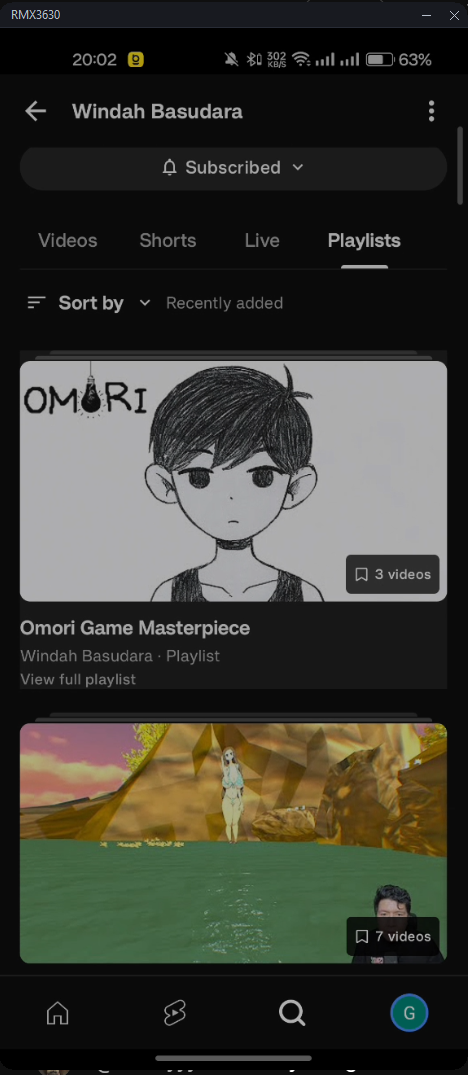 RMX3630
20:02
302
KB/S
63%
Windah Basudara
Subscribed
Videos
Shorts
Live
Playlists
Sort by
Recently added
OMORI
3 videos
Omori Game Masterpiece
Windah Basudara · Playlist
View full playlist
7 videos
G